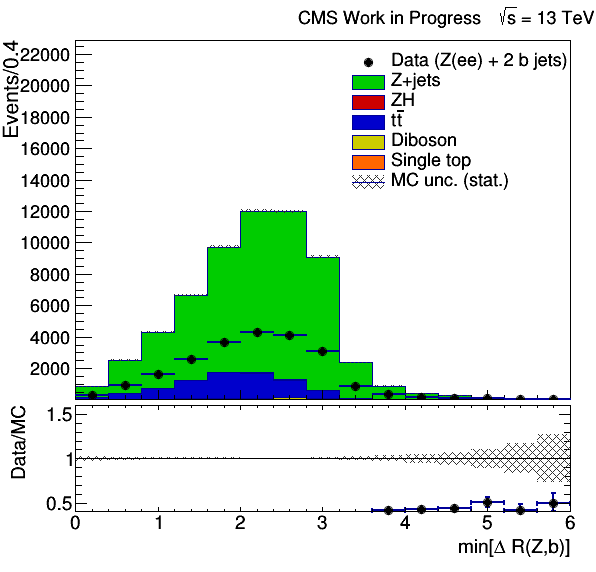 CMS Work in Progress √s = 13 TeV
Events/0.4
22000
20000
18000
16000
14000
12000
10000
8000
6000
4000
2000
Data (Z(ee) + 2 b jets)
Z+jets
ZH
tt̅
Diboson
Single top
MC unc. (stat.)
Data/MC
1.5
1
0.5
0 1 2 3 4 5 6
min[Δ R(Z,b)]